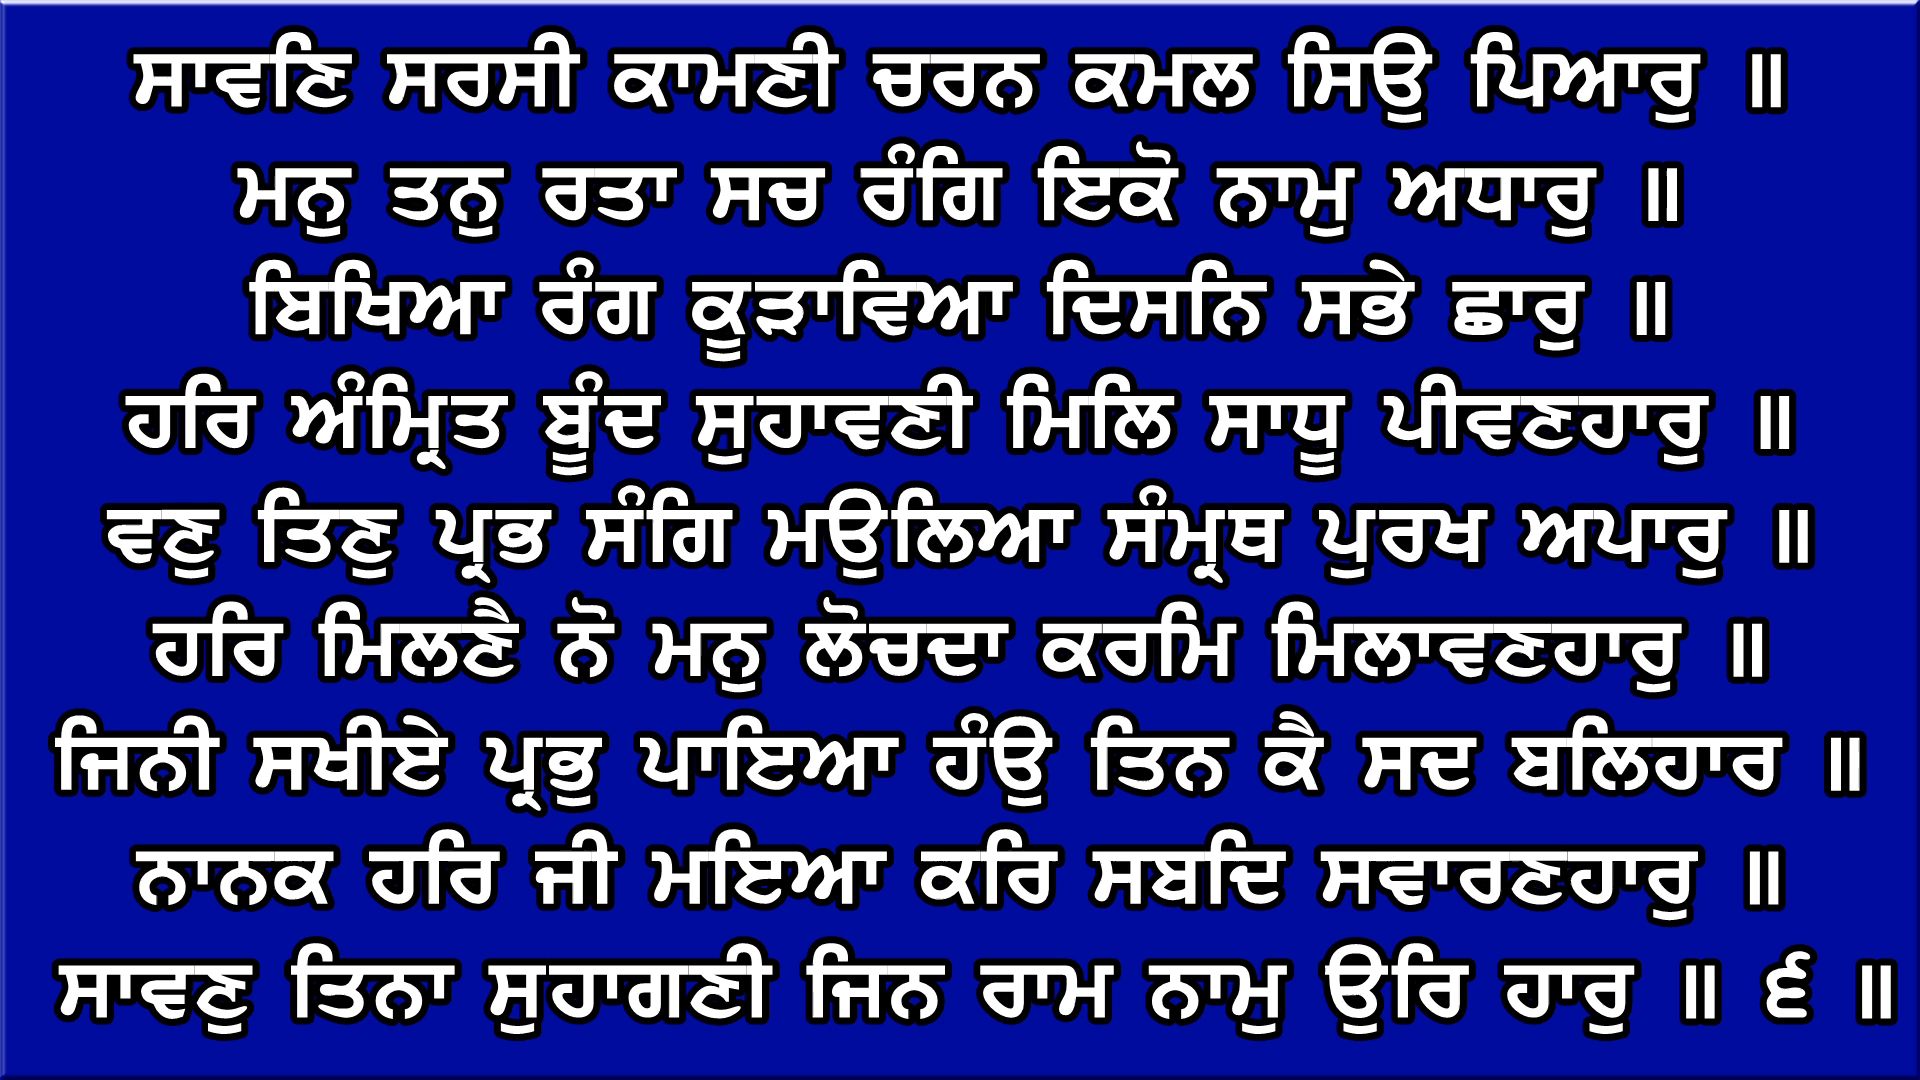 ਸਾਵਣਿ ਸਰਸੀ ਕਾਮਣੀ ਚਰਨ ਕਮਲ ਸਿਉ ਪਿਆਰੁ ॥
ਮਨੁ ਤਨੁ ਰਤਾ ਸਚ ਰੰਗਿ ਇਕੋ ਨਾਮੁ ਅਧਾਰੁ ॥
ਬਿਖਿਆ ਰੰਗ ਕੂੜਾਵਿਆ ਦਿਸਨਿ ਸਭੇ ਛਾਰੁ ॥
ਹਰਿ ਅੰਮ੍ਰਿਤ ਬੂੰਦ ਸੁਹਾਵਣੀ ਮਿਲਿ ਸਾਧੂ ਪੀਵਣਹਾਰੁ ॥
ਵਣੁ ਤਿਣੁ ਪ੍ਰਭ ਸੰਗਿ ਮਉਲਿਆ ਸੰਮ੍ਰਥ ਪੁਰਖ ਅਪਾਰੁ ॥
ਹਰਿ ਮਿਲਣੈ ਨੋ ਮਨੁ ਲੋਚਦਾ ਕਰਮਿ ਮਿਲਾਵਣਹਾਰੁ ॥
ਜਿਨੀ ਸਖੀਏ ਪ੍ਰਭੁ ਪਾਇਆ ਹੰਉ ਤਿਨ ਕੈ ਸਦ ਬਲਿਹਾਰ ॥
ਨਾਨਕ ਹਰਿ ਜੀ ਮਇਆ ਕਰਿ ਸਬਦਿ ਸਵਾਰਣਹਾਰੁ ॥
ਸਾਵਣੁ ਤਿਨਾ ਸੁਹਾਗਣੀ ਜਿਨ ਰਾਮ ਨਾਮੁ ਉਰਿ ਹਾਰੁ ॥ ੬ ॥